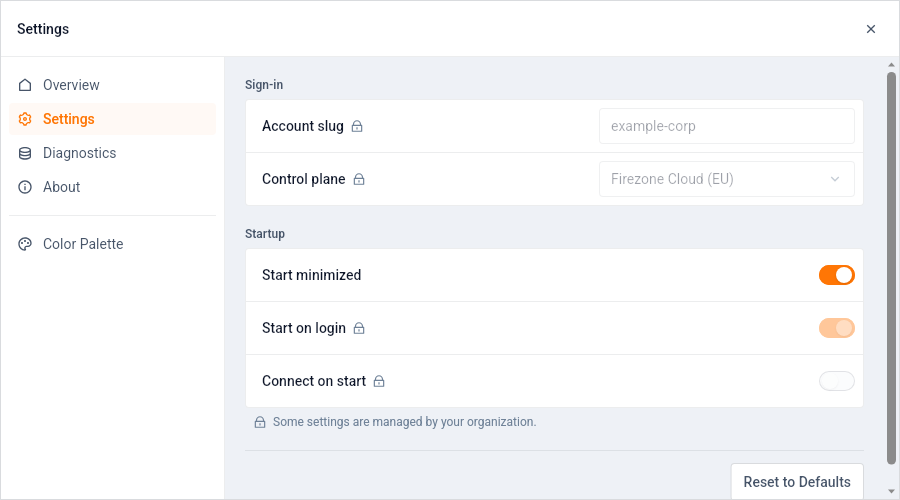 Settings
Overview
Settings
Diagnostics
About
Color Palette
Sign-in
Account slug
example-corp
Control plane
Firezone Cloud (EU)
Startup
Start minimized
Start on login
Connect on start
Some settings are managed by your organization.
Reset to Defaults